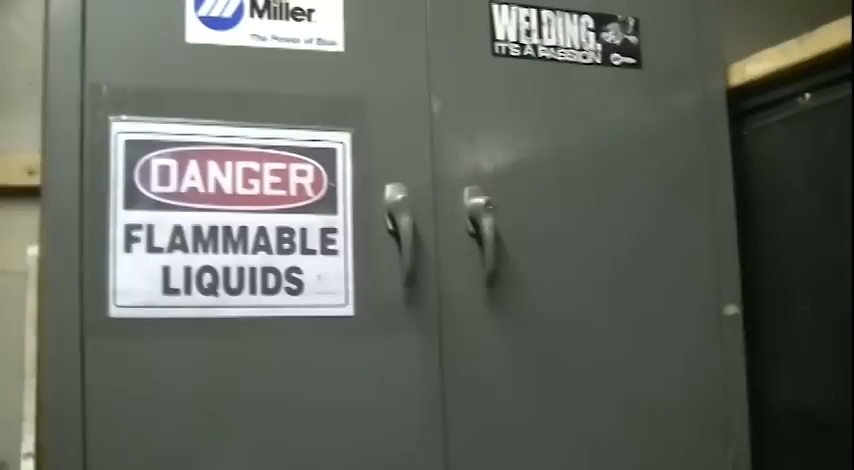 Miller
The Power of Blue
WELDING.
IT'S A PASSION
DANGER
FLAMMABLE
LIQUIDS